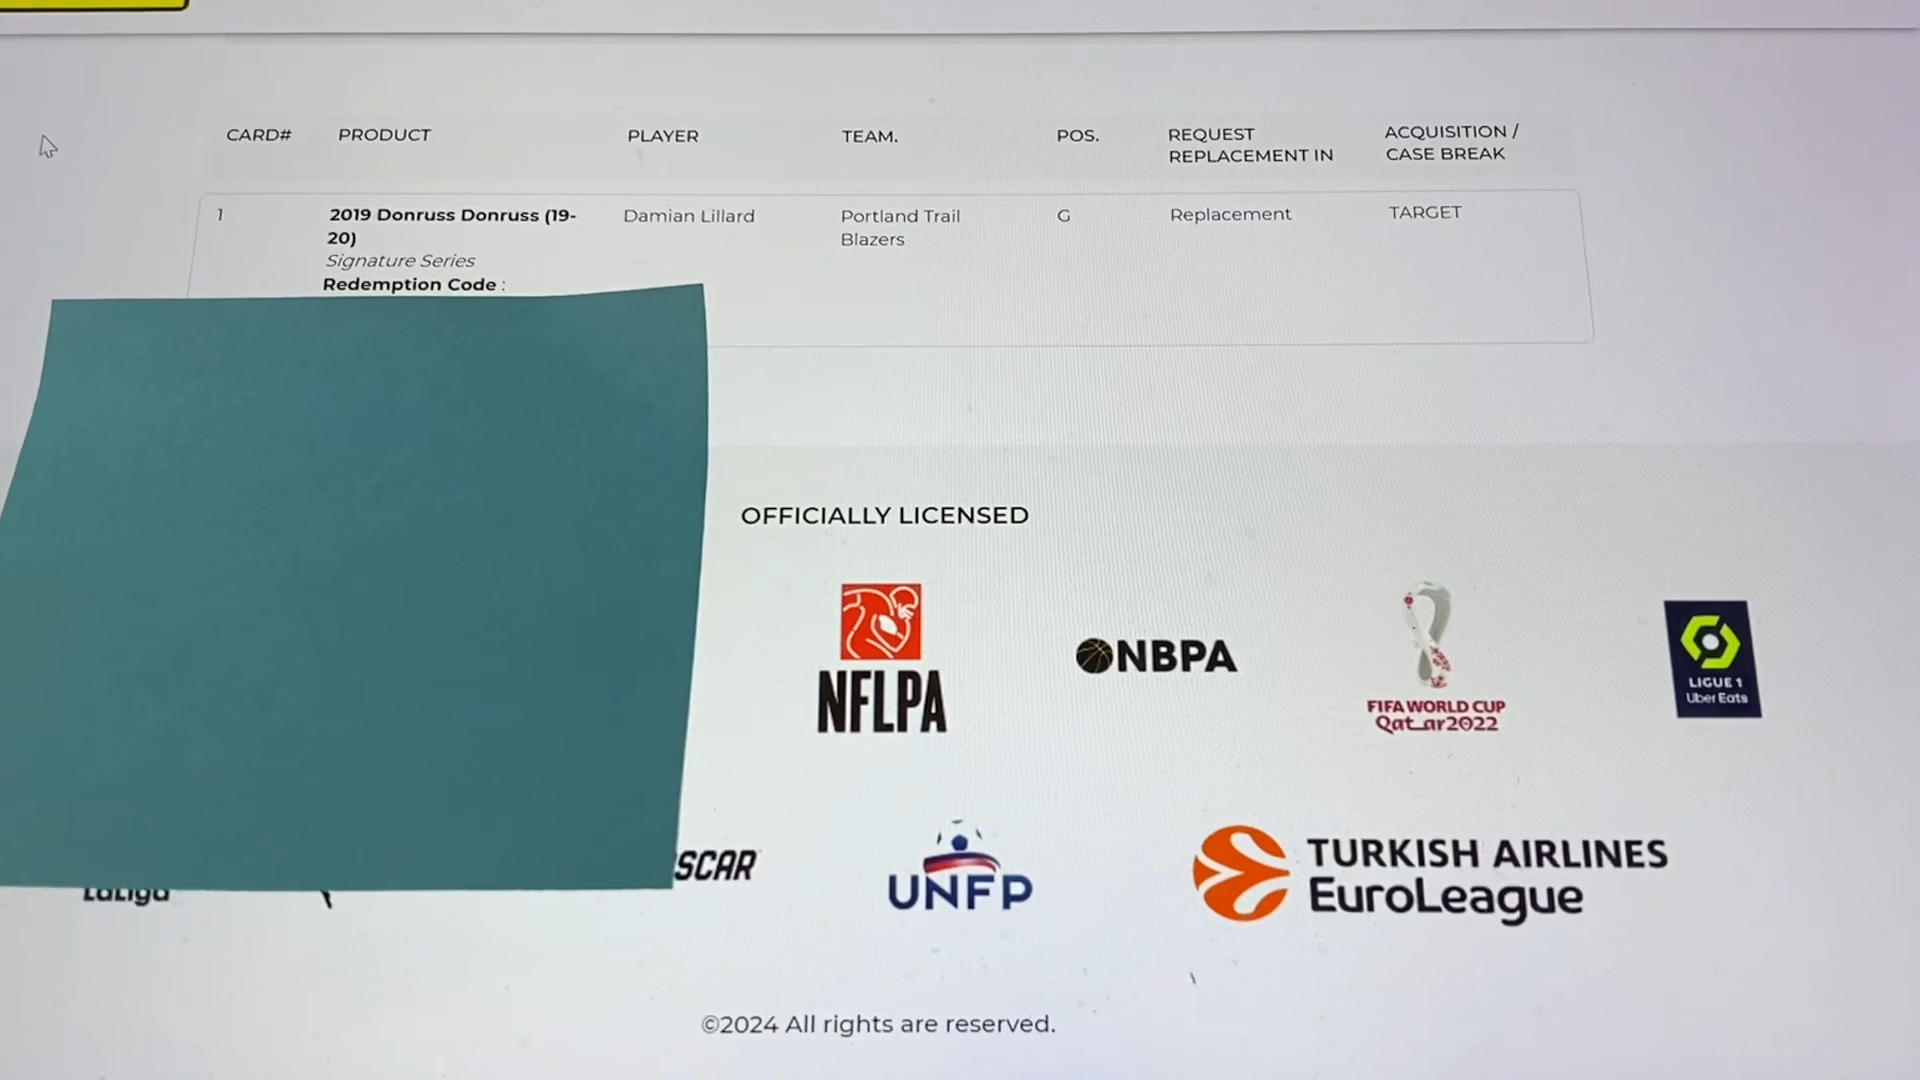 CARD# PRODUCT PLAYER TEAM. POS. REQUEST REPLACEMENT IN ACQUISITION / CASE BREAK
1 2019 Donruss Donruss (19- Damian Lillard Portland Trail G Replacement TARGET
20) Blazers
Signature Series
Redemption Code :
OFFICIALLY LICENSED
NFLPA
NBPA
FIFA WORLD CUP
Qatar2022
LIGUE 1
Uber Eats
LaLiga
SCAR
UNFP
TURKISH AIRLINES
EuroLeague
©2024 All rights are reserved.